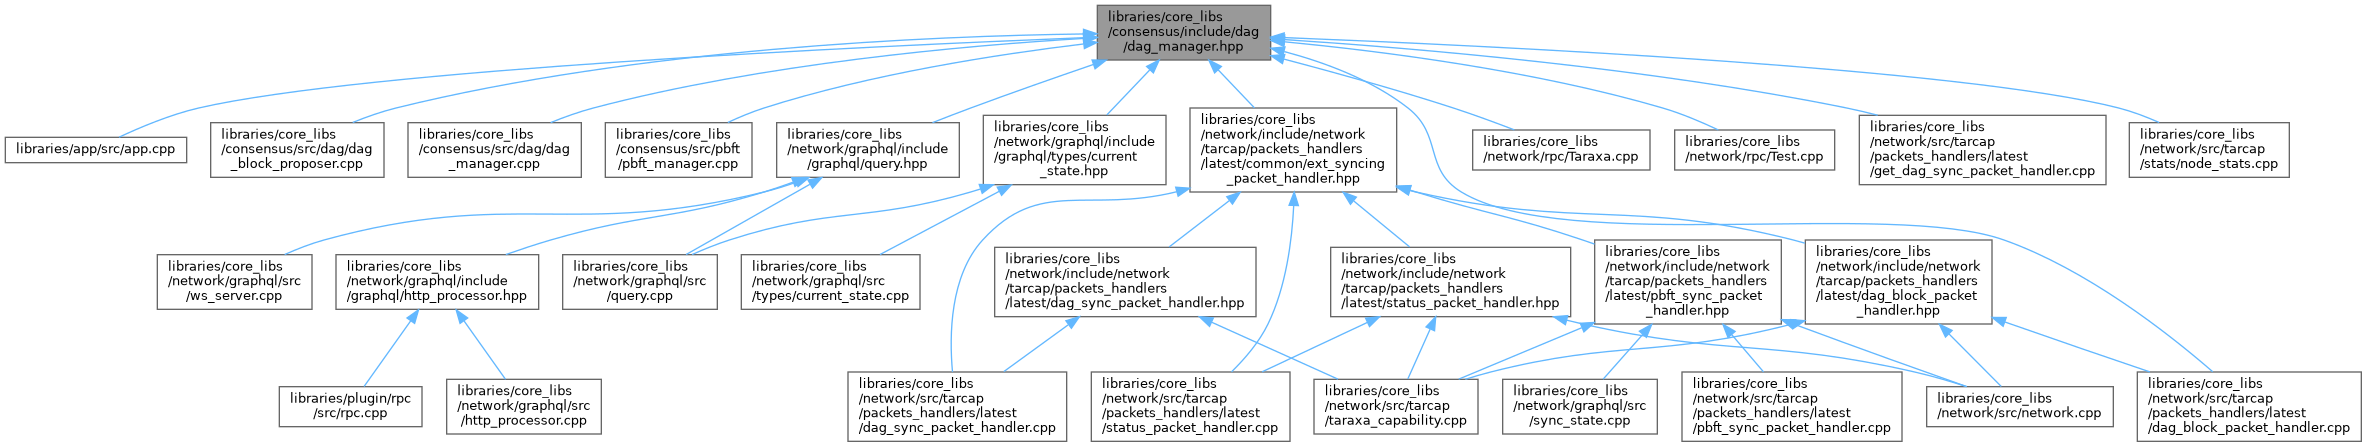 libraries/core_libs
/consensus/include/dag
/dag_manager.hpp
libraries/app/src/app.cpp
libraries/core_libs
/consensus/src/dag/dag
_block_proposer.cpp
libraries/core_libs
/consensus/src/dag/dag
_manager.cpp
libraries/core_libs
/consensus/src/pbft
/pbft_manager.cpp
libraries/core_libs
/network/graphql/include
/graphql/query.hpp
libraries/core_libs
/network/graphql/include
/graphql/types/current
_state.hpp
libraries/core_libs
/network/include/network
/tarcap/packets_handlers
/latest/common/ext_syncing
_packet_handler.hpp
libraries/core_libs
/network/rpc/Taraxa.cpp
libraries/core_libs
/network/rpc/Test.cpp
libraries/core_libs
/network/src/tarcap
/packets_handlers/latest
/get_dag_sync_packet_handler.cpp
libraries/core_libs
/network/src/tarcap
/stats/node_stats.cpp
libraries/core_libs
/network/graphql/src
/ws_server.cpp
libraries/core_libs
/network/graphql/include
/graphql/http_processor.hpp
libraries/core_libs
/network/graphql/src
/query.cpp
libraries/core_libs
/network/graphql/src
/types/current_state.cpp
libraries/core_libs
/network/include/network
/tarcap/packets_handlers
/latest/dag_sync_packet_handler.hpp
libraries/core_libs
/network/include/network
/tarcap/packets_handlers
/latest/status_packet_handler.hpp
libraries/core_libs
/network/include/network
/tarcap/packets_handlers
/latest/pbft_sync_packet
_handler.hpp
libraries/core_libs
/network/include/network
/tarcap/packets_handlers
/latest/dag_block_packet
_handler.hpp
libraries/plugin/rpc
/src/rpc.cpp
libraries/core_libs
/network/graphql/src
/http_processor.cpp
libraries/core_libs
/network/src/tarcap
/packets_handlers/latest
/dag_sync_packet_handler.cpp
libraries/core_libs
/network/src/tarcap
/packets_handlers/latest
/status_packet_handler.cpp
libraries/core_libs
/network/src/tarcap
/taraxa_capability.cpp
libraries/core_libs
/network/graphql/src
/sync_state.cpp
libraries/core_libs
/network/src/tarcap
/packets_handlers/latest
/pbft_sync_packet_handler.cpp
libraries/core_libs
/network/src/network.cpp
libraries/core_libs
/network/src/tarcap
/packets_handlers/latest
/dag_block_packet_handler.cpp